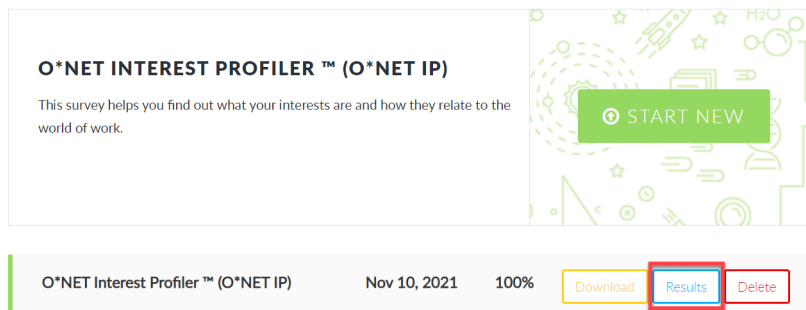 O*NET INTEREST PROFILER ™ (O*NET IP)
This survey helps you find out what your interests are and how they relate to the
world of work.
H2O
START NEW
O*NET Interest Profiler ™ (O*NET IP) Nov 10, 2021 100% Download Results Delete